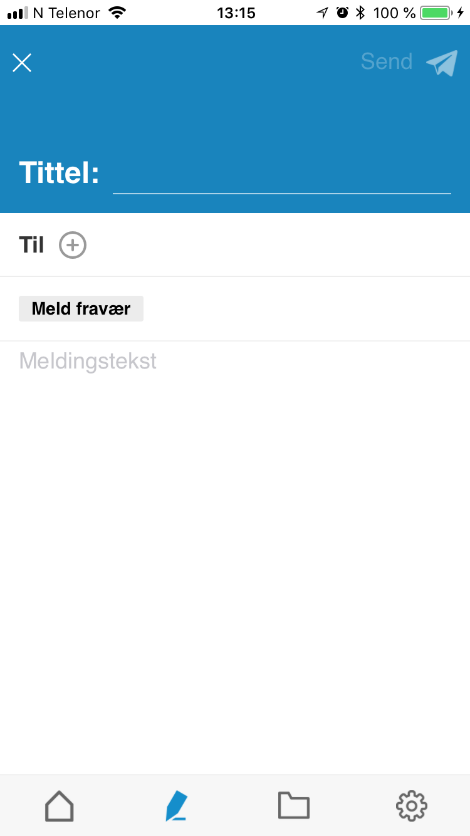 N Telenor 13:15 100 %
Send
Tittel:
Til
Meld fravær
Meldingstekst